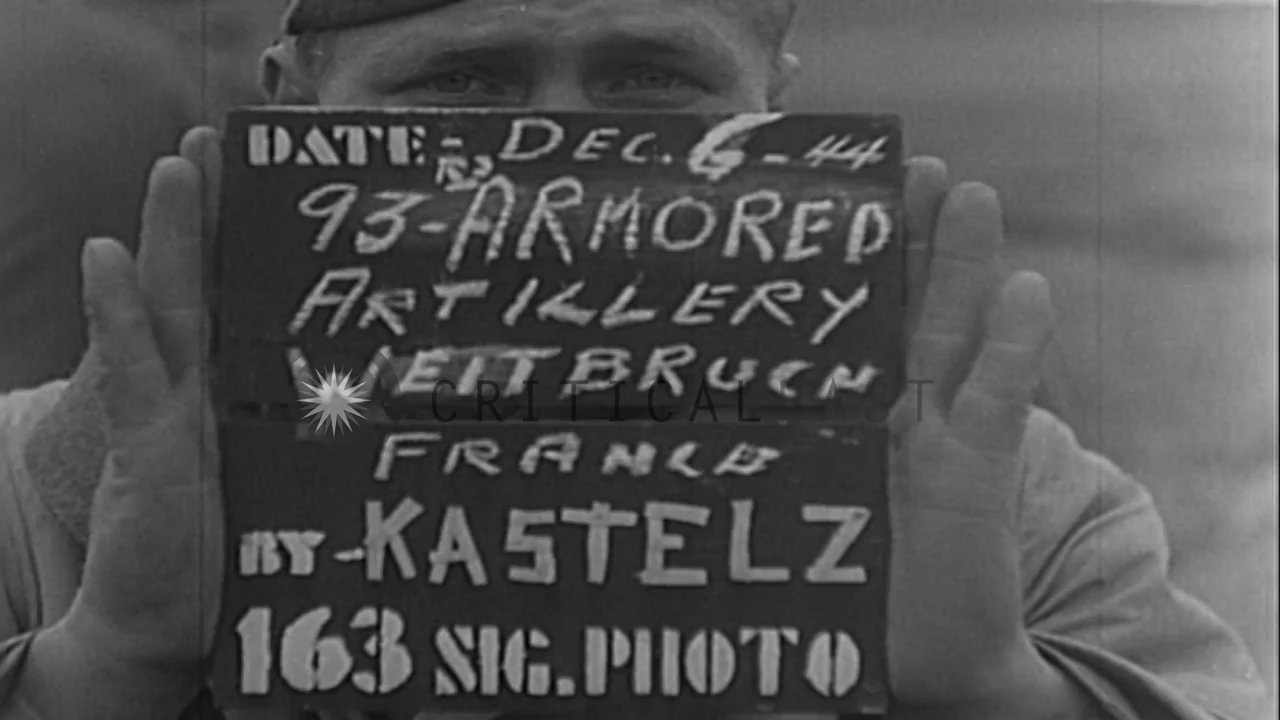 DATE- DEC. 6-44
93-ARMORED
ARTILLERY
WEITBRUCH
FRANCE
BY-KASTELZ
163 SIG. PHOTO
CRITICAL PAST